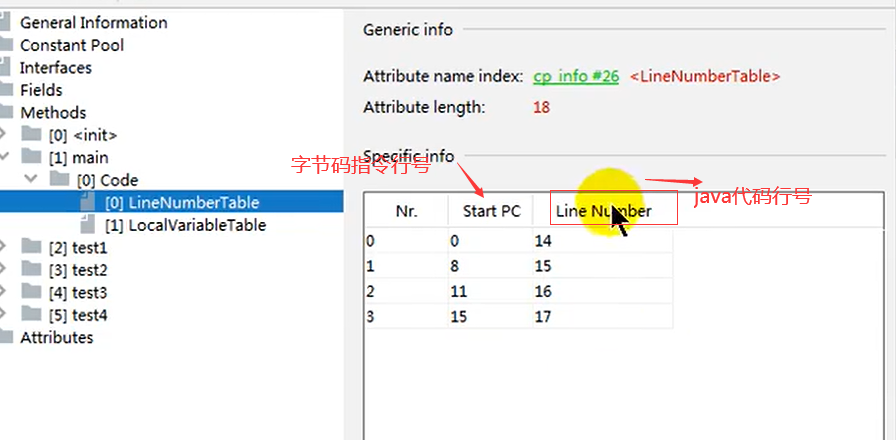 General Information
Constant Pool
Interfaces
Fields
Methods
[0] <init>
[1] main
[0] Code
[0] LineNumberTable
[1] LocalVariableTable
[2] test1
[3] test2
[4] test3
[5] test4
Attributes
Generic info
Attribute name index: cp_info #26 <LineNumberTable>
Attribute length: 18
Specific info
字节码指令行号
java代码行号
Nr. Start PC Line Number
0 0 14
1 8 15
2 11 16
3 15 17